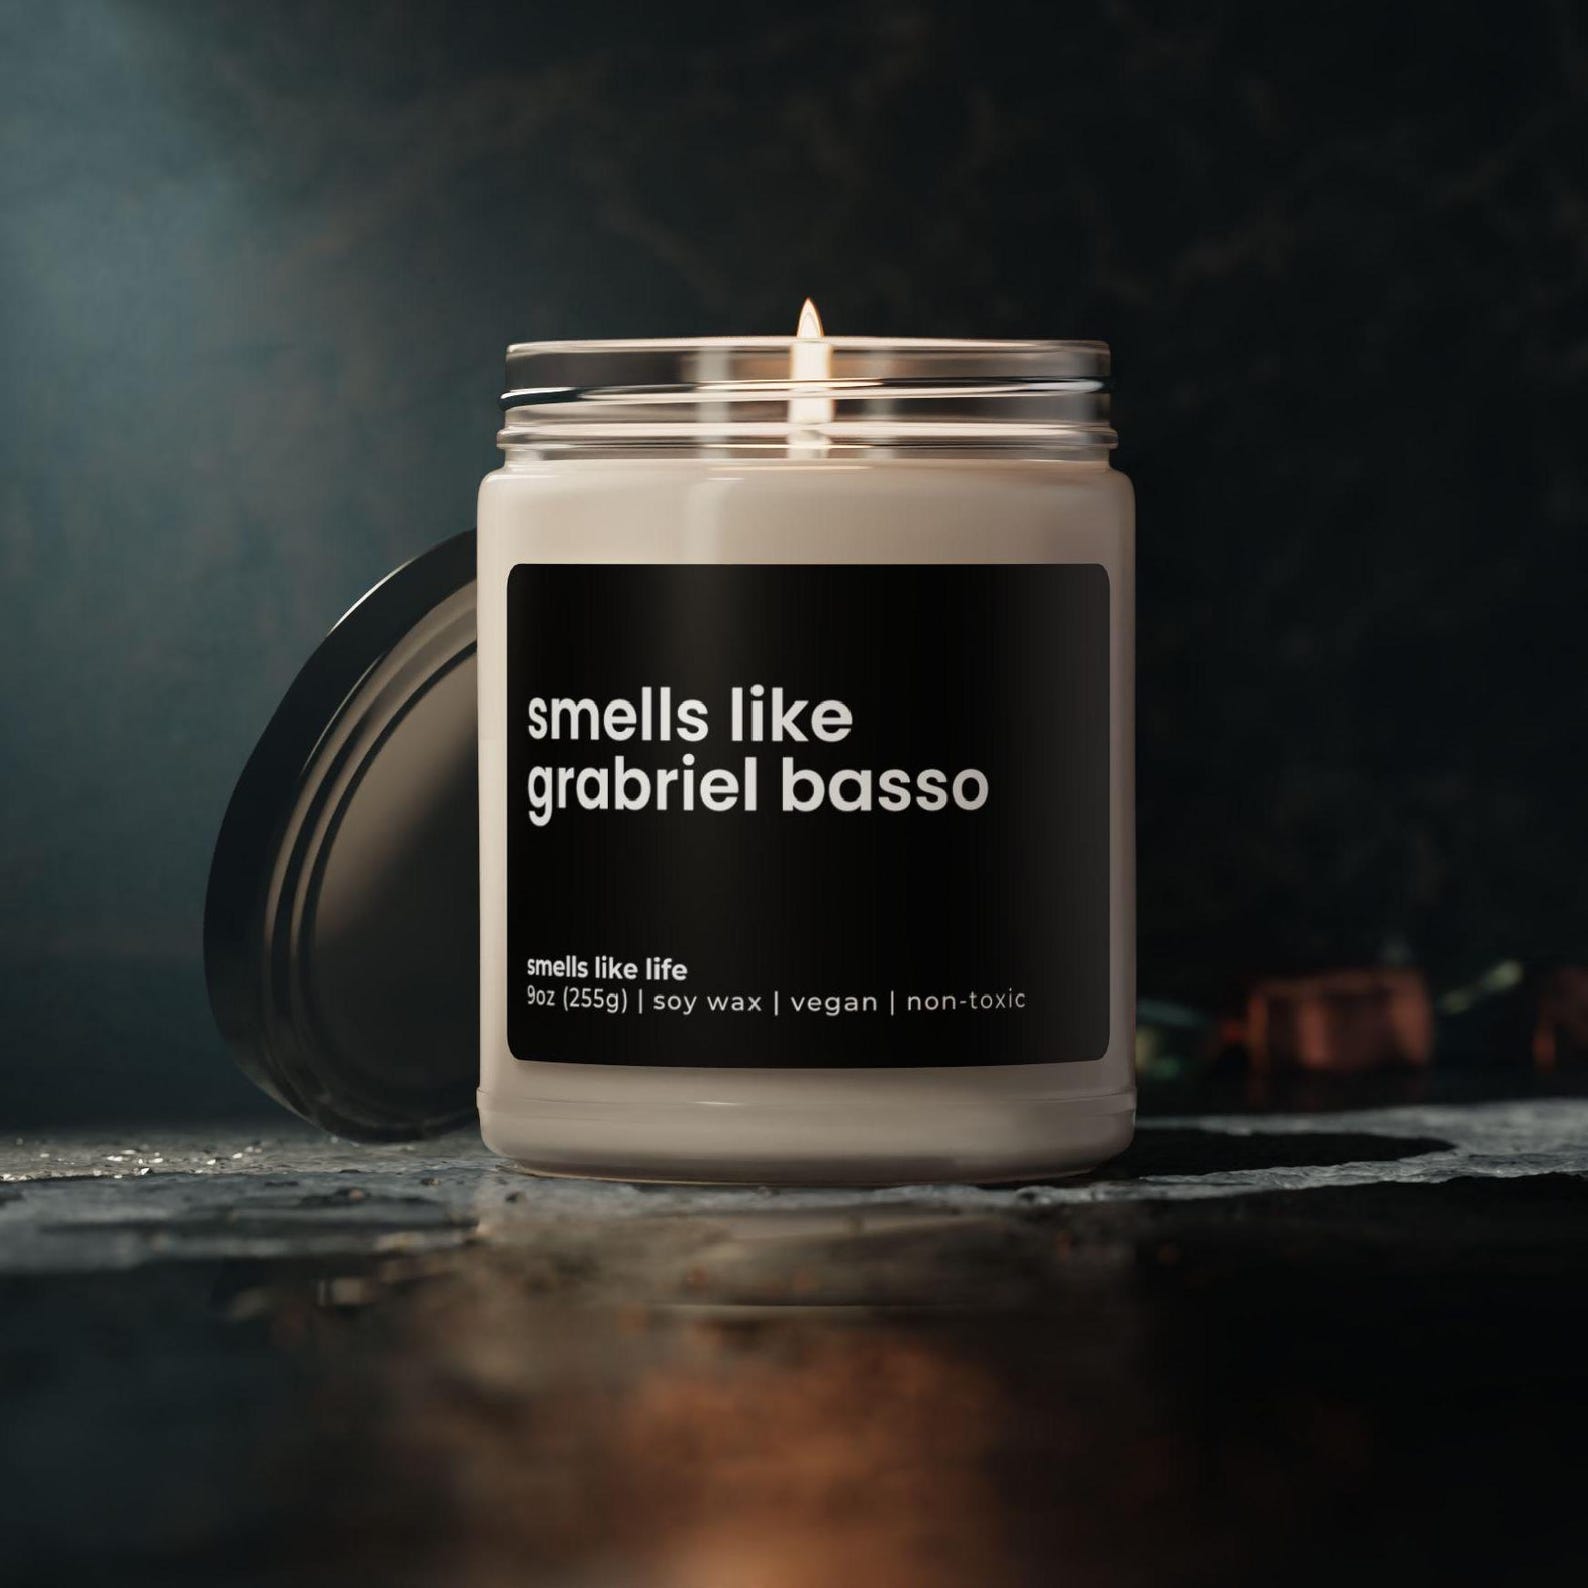 smells like
grabriel basso
smells like life
9oz (255g) | soy wax | vegan | non-toxic